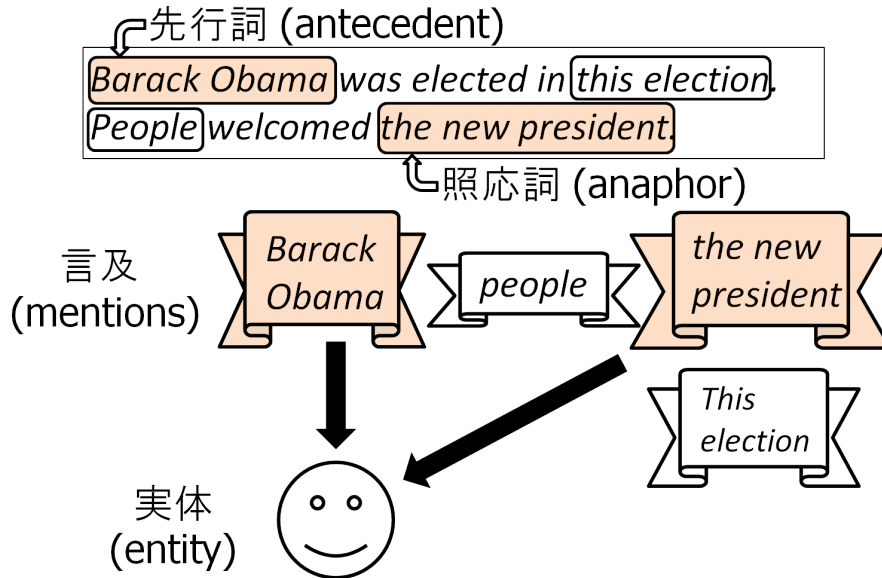 先行詞 (antecedent)
Barack Obama was elected in this election.
People welcomed the new president.
照応詞 (anaphor)
言及
(mentions)
Barack
Obama
people
the new
president
This
election
実体
(entity)